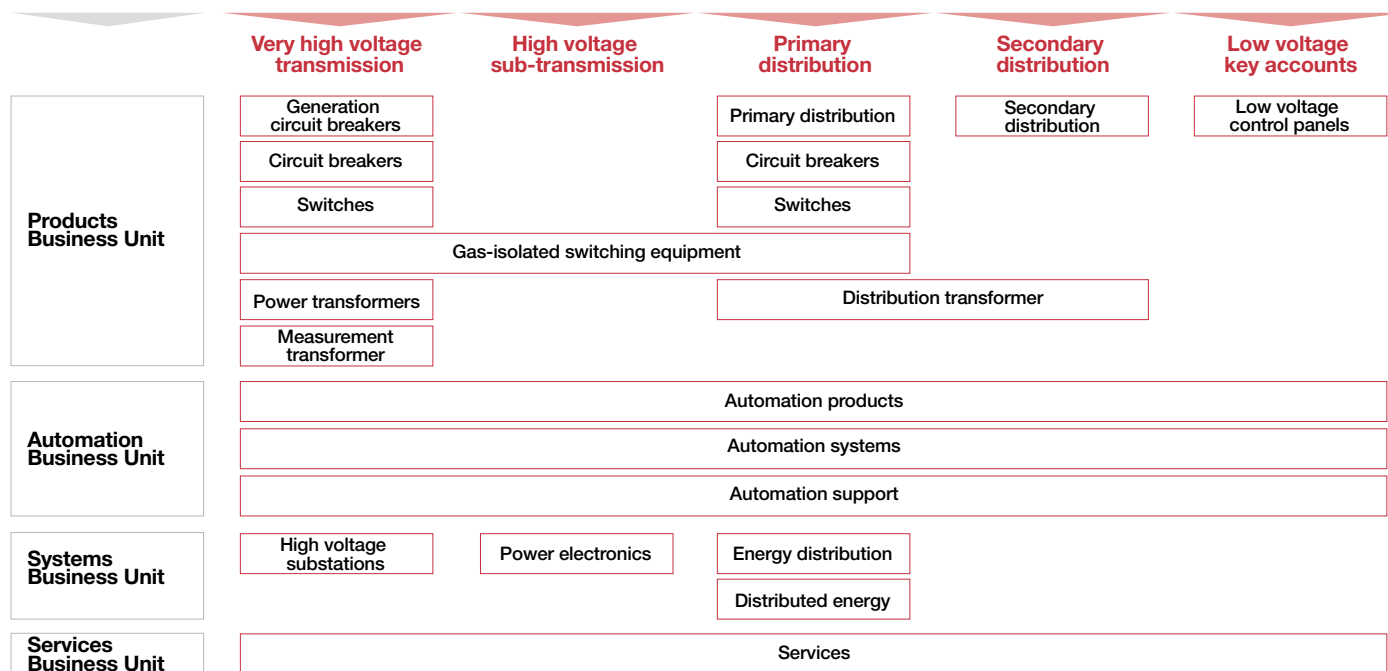 Very high voltage
transmission
High voltage
sub-transmission
Primary
distribution
Secondary
distribution
Low voltage
key accounts
Products
Business Unit
Generation
circuit breakers
Primary distribution
Secondary
distribution
Low voltage
control panels
Circuit breakers
Circuit breakers
Switches
Switches
Gas-isolated switching equipment
Power transformers
Distribution transformer
Measurement
transformer
Automation
Business Unit
Automation products
Automation systems
Automation support
Systems
Business Unit
High voltage
substations
Power electronics
Energy distribution
Distributed energy
Services
Business Unit
Services